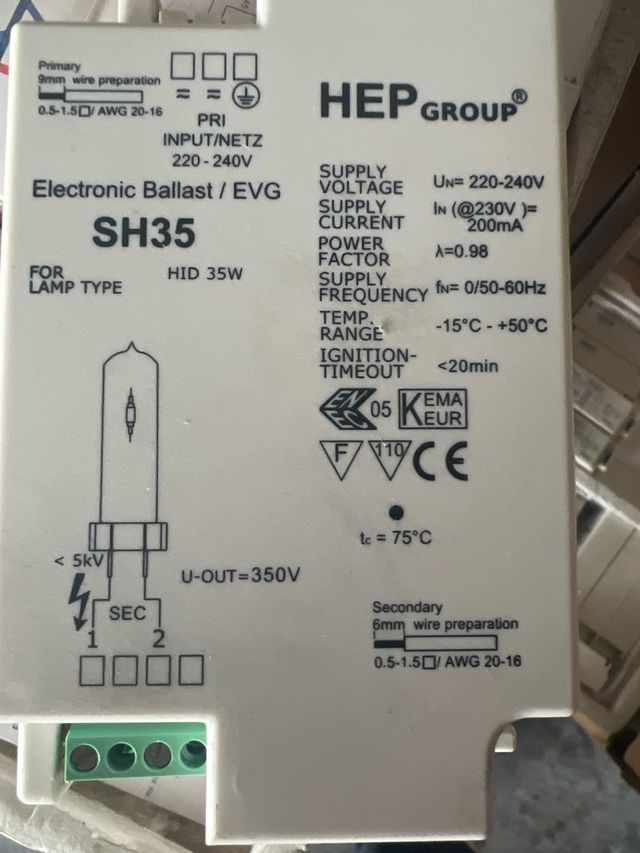 Primary
9mm wire preparation
0.5-1.5□/ AWG 20-16
≈ ≈
PRI
INPUT/NETZ
220-240V
Electronic Ballast / EVG
SH35
FOR
LAMP TYPE
HID 35W
< 5kV
U-OUT=350V
SEC
1 2
HEP GROUP®
SUPPLY
VOLTAGE
UN= 220-240V
SUPPLY
CURRENT
IN (@230V )=
200mA
POWER
FACTOR
λ=0.98
SUPPLY
FREQUENCY
fN= 0/50-60Hz
TEMP.
RANGE
-15°C - +50°C
IGNITION-
TIMEOUT
<20min
ENEC 05
KEMA
KEUR
F
110
CE
tc = 75°C
Secondary
6mm wire preparation
0.5-1.5□/ AWG 20-16